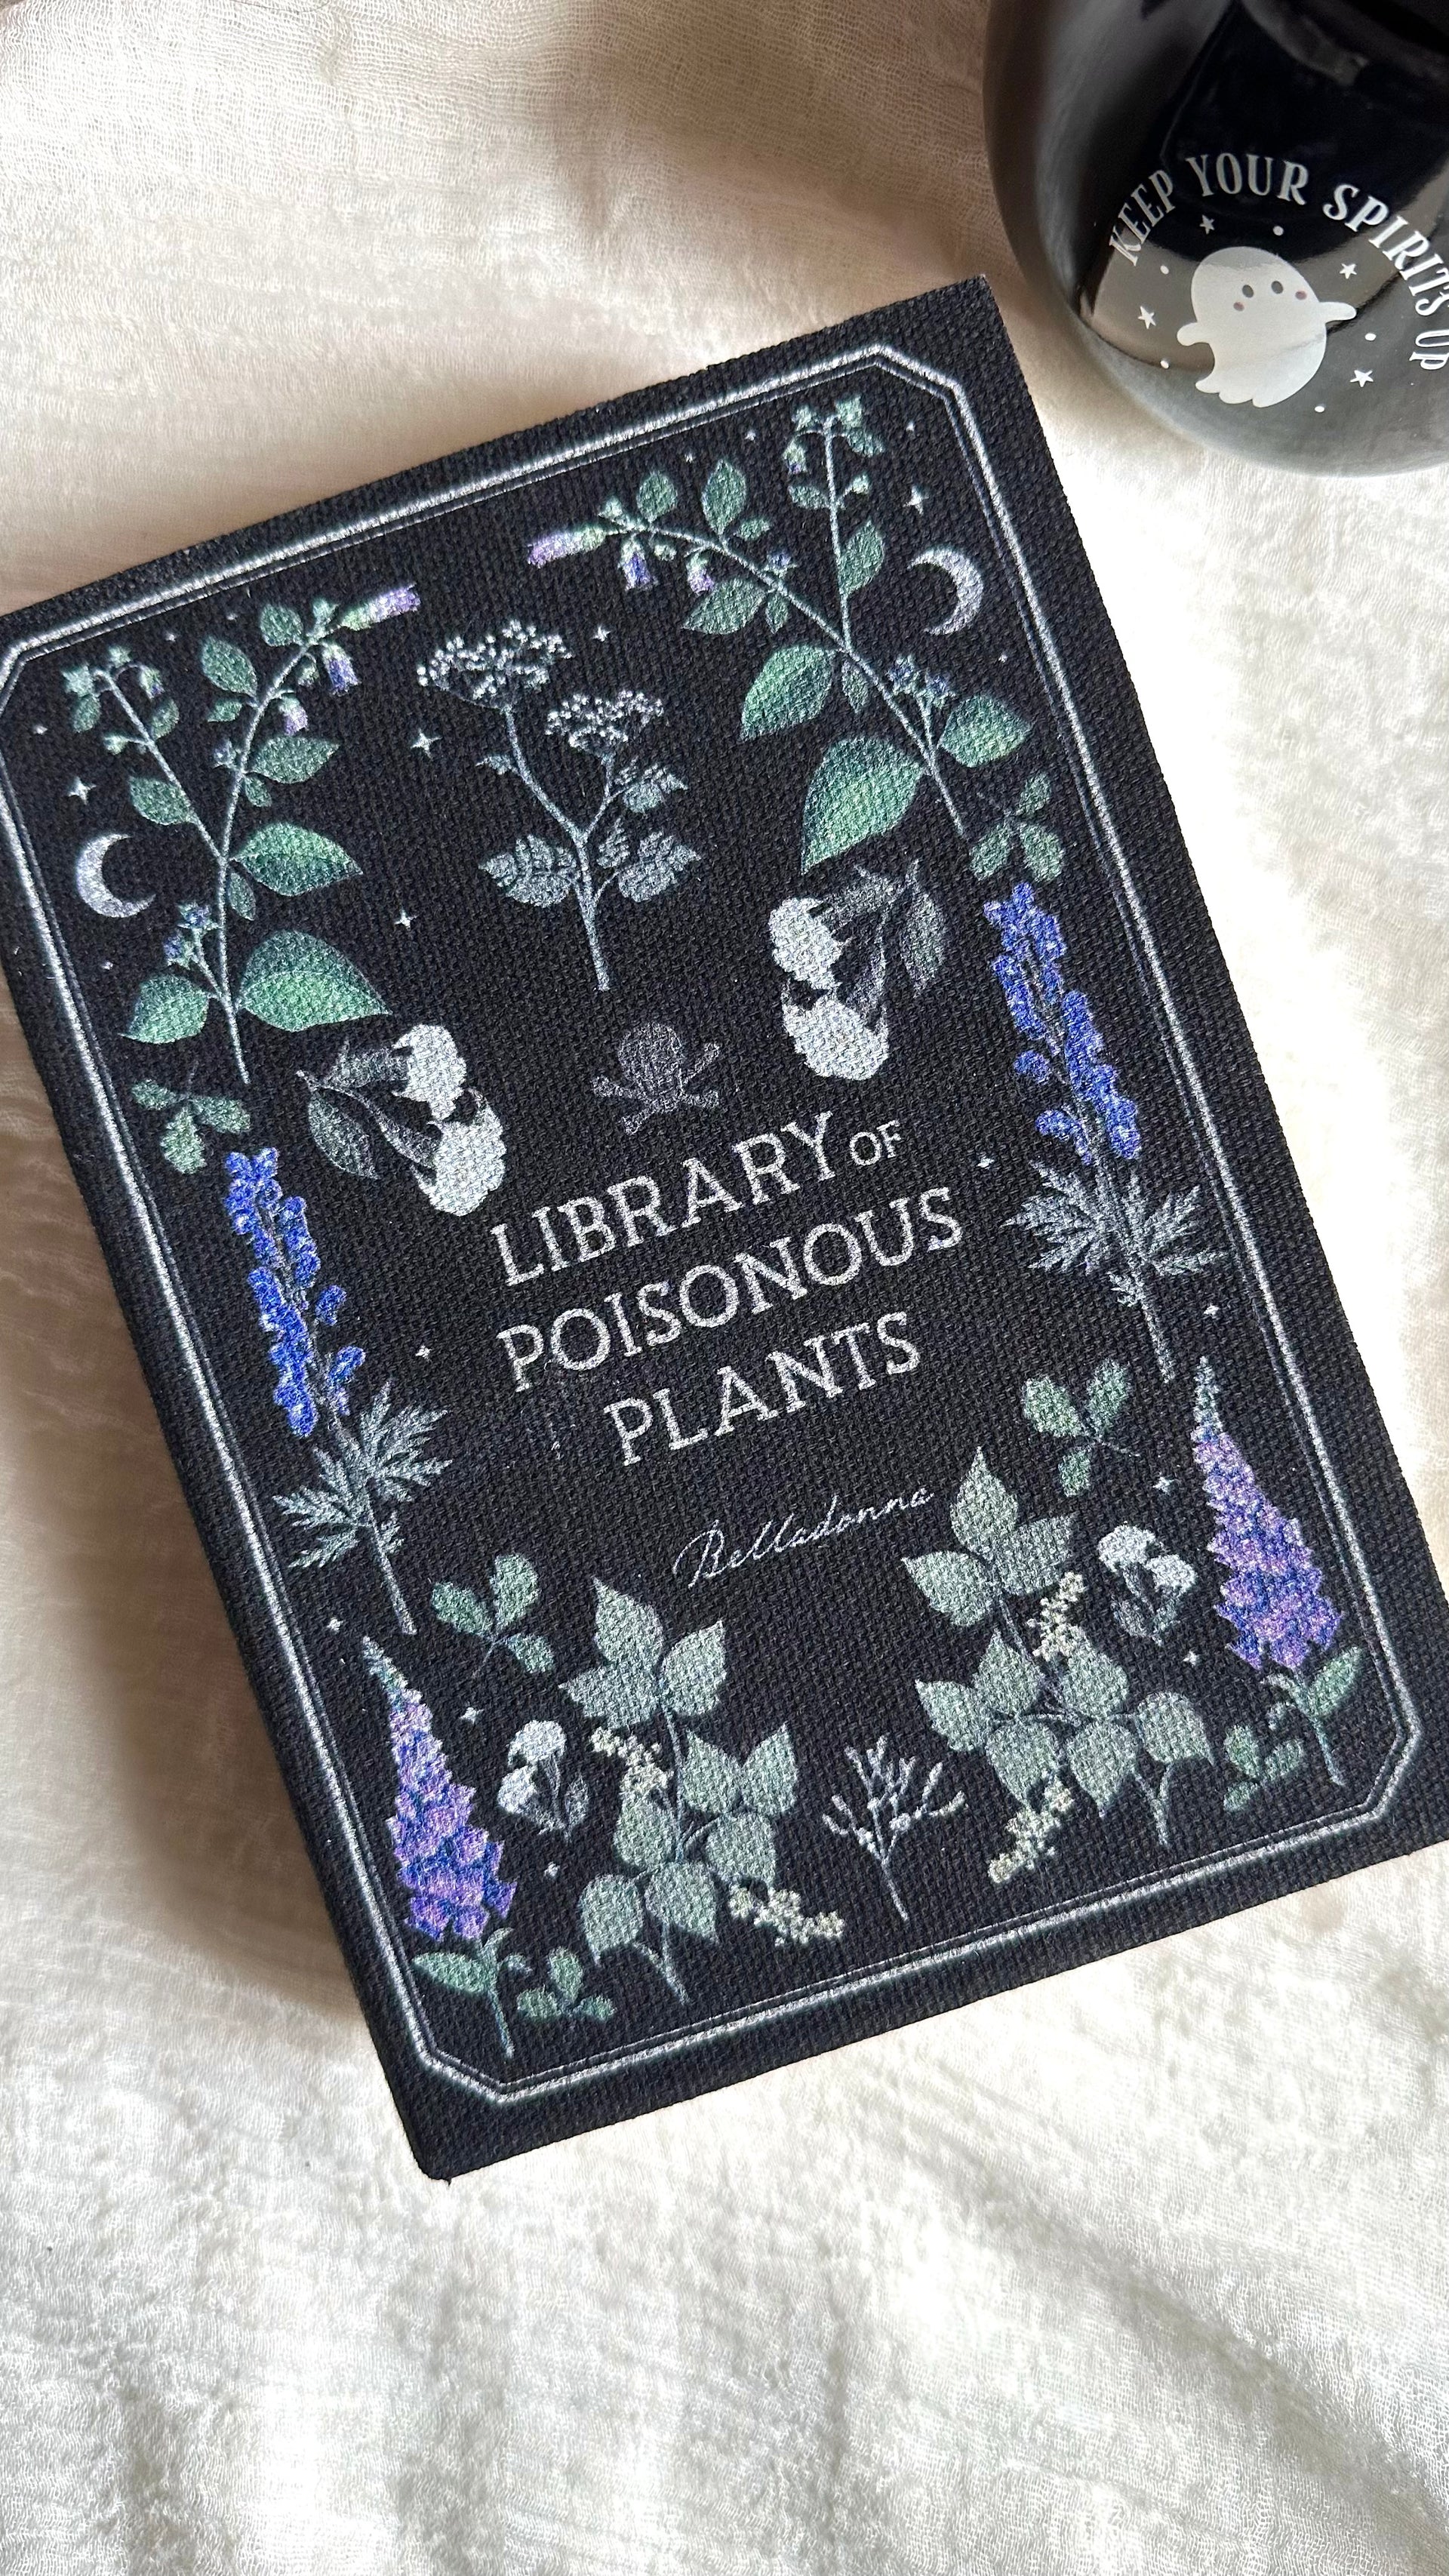 KEEP YOUR SPIRITS UP
LIBRARY OF
POISONOUS
PLANTS
Belladonna